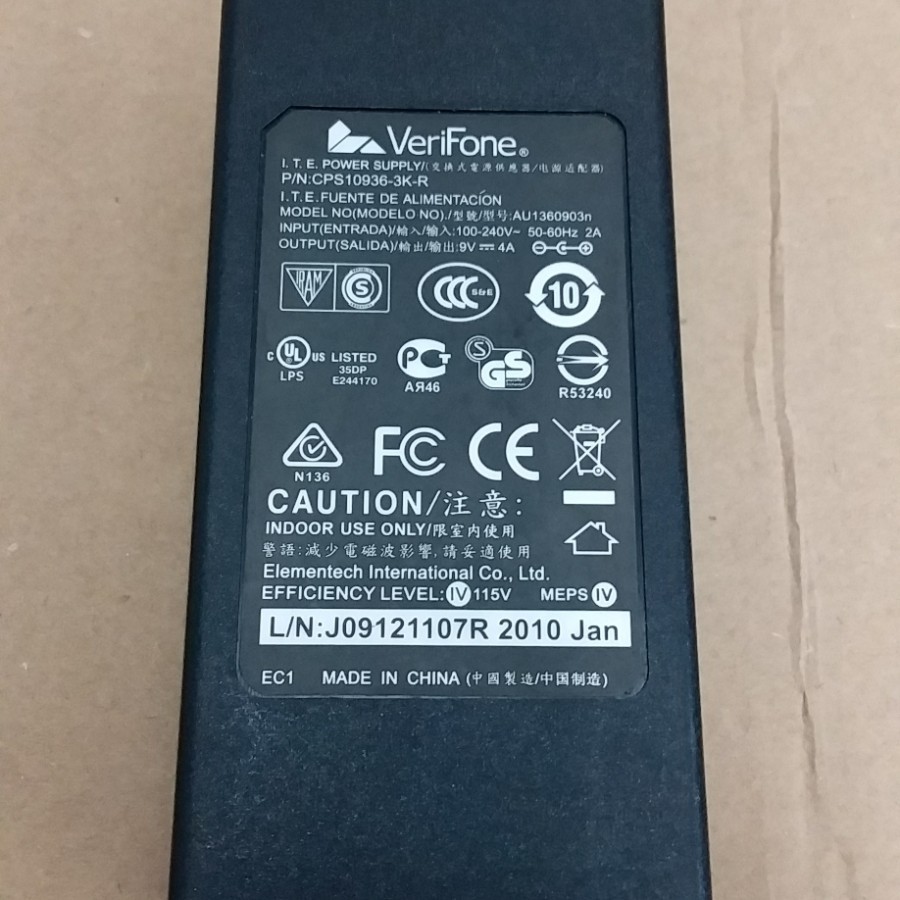 VeriFone®
I.T.E. POWER SUPPLY/(交換式電源供應器/电源适配器)
P/N:CPS10936-3K-R
I.T.E.FUENTE DE ALIMENTACIÓN
MODEL NO(MODELO NO)./型號/型号:AU1360903n
INPUT(ENTRADA)/輸入/输入:100-240V~ 50-60Hz 2A
OUTPUT(SALIDA)/輸出/输出:9V ⎓ 4A
IRAM S CCC S&E 10
c UL US LISTED
LPS 35DP
E244170
PCT
АЯ46
S GS
R53240
N136
FC CE
CAUTION/注意:
INDOOR USE ONLY/限室内使用
警語:減少電磁波影響,請妥適使用
Elementech International Co., Ltd.
EFFICIENCY LEVEL:IV 115V MEPS IV
L/N:J09121107R 2010 Jan
EC1 MADE IN CHINA (中國製造/中国制造)